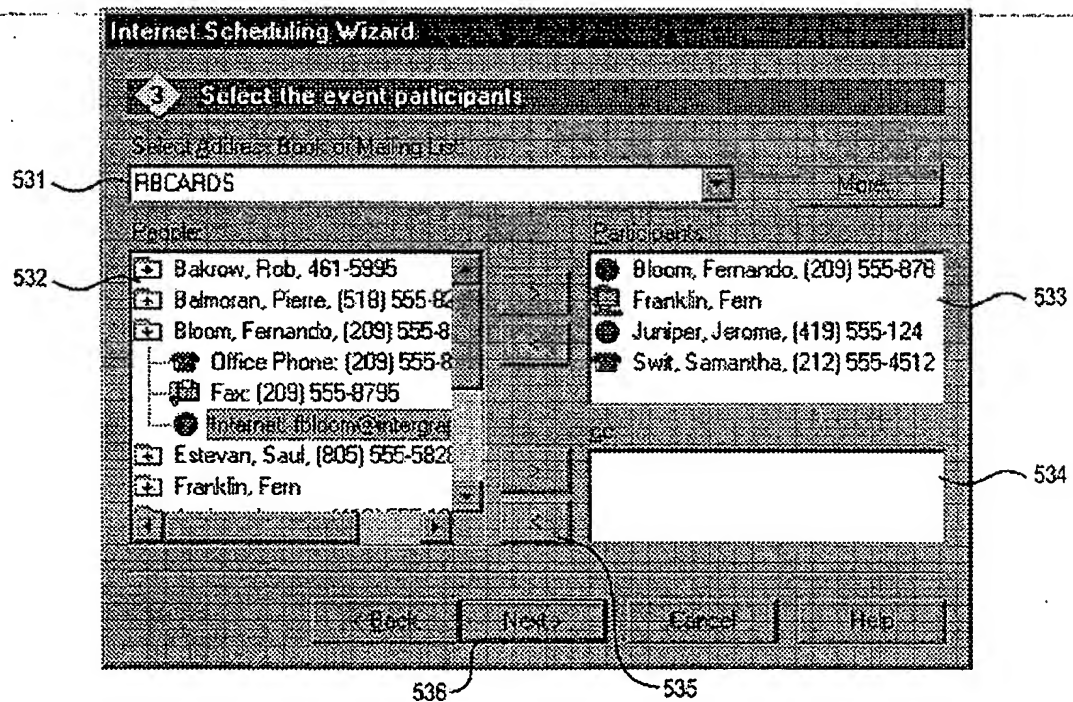 Internet Scheduling Wizard
3 Select the event participants
Select Address Book or Mailing List:
531
RBCARDS
More...
People:
Participants:
532
Bakrow, Rob, 461-5995
Balmoran, Pierre, (518) 555-82
Bloom, Fernando, (209) 555-8
Office Phone: (209) 555-8
Fax: (209) 555-8795
Internet: fbloom@intergra
Estevan, Saul, (805) 555-5828
Franklin, Fern
Bloom, Fernando, (209) 555-878
Franklin, Fern
Juniper, Jerome, (419) 555-124
Swit, Samantha, (212) 555-4512
533
>
<
cc:
>
<
534
< Back
Next >
Cancel
Help
536
535